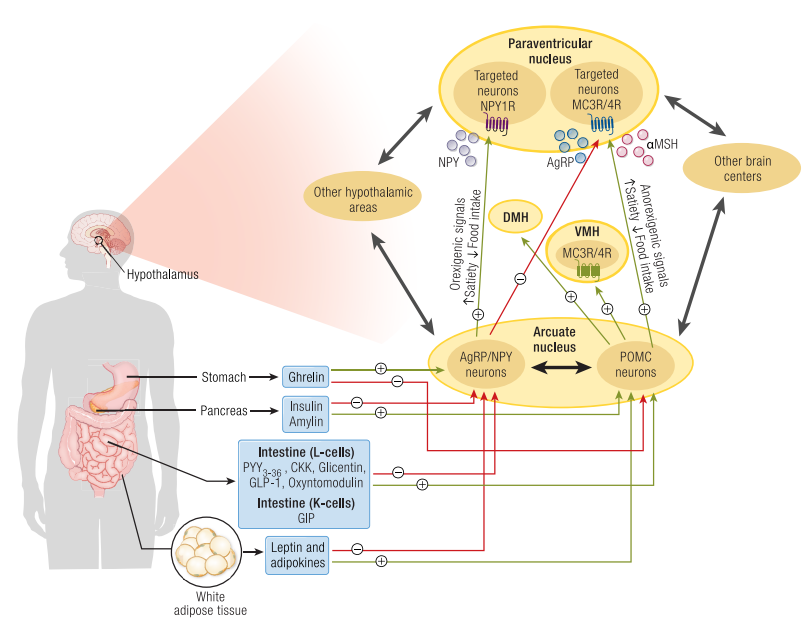 Paraventricular
nucleus
Targeted
neurons
NPY1R
Targeted
neurons
MC3R/4R
NPY
AgRP
αMSH
Other hypothalamic
areas
Other brain
centers
Orexigenic signals
↑Satiety ↓Food intake
Anorexigenic signals
↑Satiety ↓Food intake
DMH
VMH
MC3R/4R
Hypothalamus
Arcuate
nucleus
AgRP/NPY
neurons
POMC
neurons
Stomach
Ghrelin
+
−
Pancreas
Insulin
Amylin
−
+
Intestine (L-cells)
PYY3-36, CKK, Glicentin,
GLP-1, Oxyntomodulin
Intestine (K-cells)
GIP
−
+
Leptin and
adipokines
−
+
White
adipose tissue
−
+
+
+
+